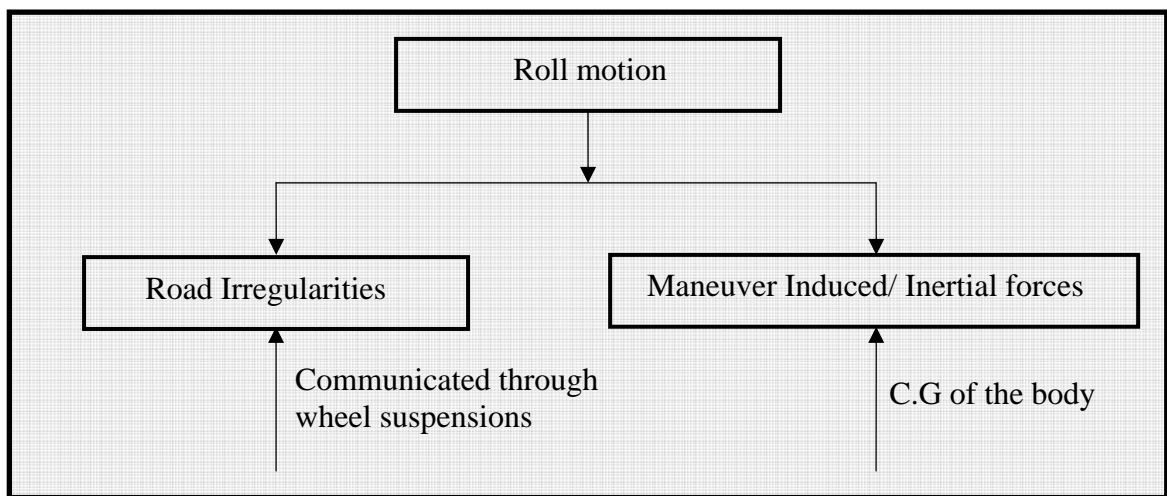 Roll motion
Road Irregularities
Maneuver Induced/ Inertial forces
Communicated through
wheel suspensions
C.G of the body